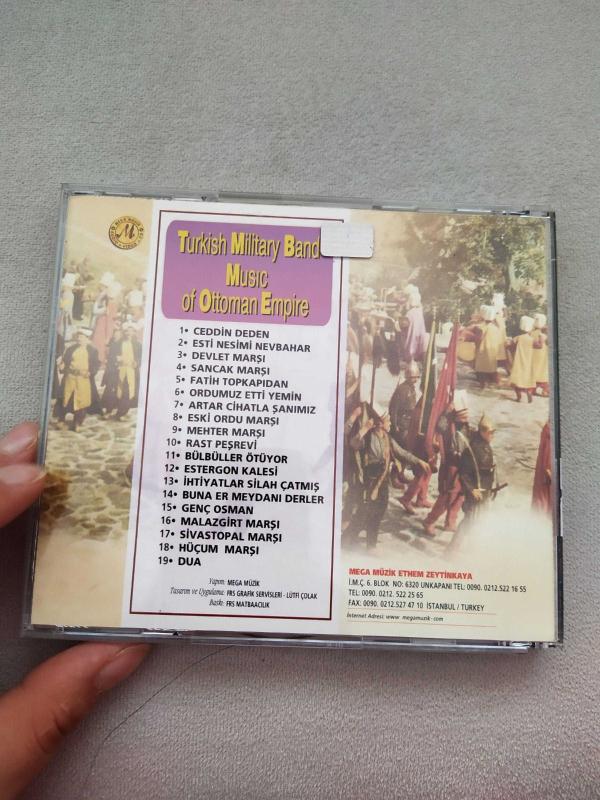 M
Turkish Military Band
Music
of Ottoman Empire
1• CEDDİN DEDEN
2• ESTİ NESİMİ NEVBAHAR
3• DEVLET MARŞI
4• SANCAK MARŞI
5• FATİH TOPKAPIDAN
6• ORDUMUZ ETTİ YEMİN
7• ARTAR CİHATLA ŞANIMIZ
8• ESKİ ORDU MARŞI
9• MEHTER MARŞI
10• RAST PEŞREVİ
11• BÜLBÜLLER ÖTÜYOR
12• ESTERGON KALESİ
13• İHTİYATLAR SİLAH ÇATMIŞ
14• BUNA ER MEYDANI DERLER
15• GENÇ OSMAN
16• MALAZGİRT MARŞI
17• SİVASTOPAL MARŞI
18• HÜÇUM MARŞI
19• DUA
Yapım: MEGA MÜZİK
Tasarım ve Uygulama: FRS GRAFİK SERVİSLERİ - LÜTFİ ÇOLAK
Baskı: FRS MATBAACILIK
MEGA MÜZİK ETHEM ZEYTİNKAYA
İ.M.Ç. 6. BLOK NO: 6320 UNKAPANI TEL: 0090. 0212.522 16 55
TEL: 0090. 0212. 522 25 65
FAX: 0090. 0212.527 47 10 İSTANBUL / TURKEY
Internet Adresi: www megamuzik-com